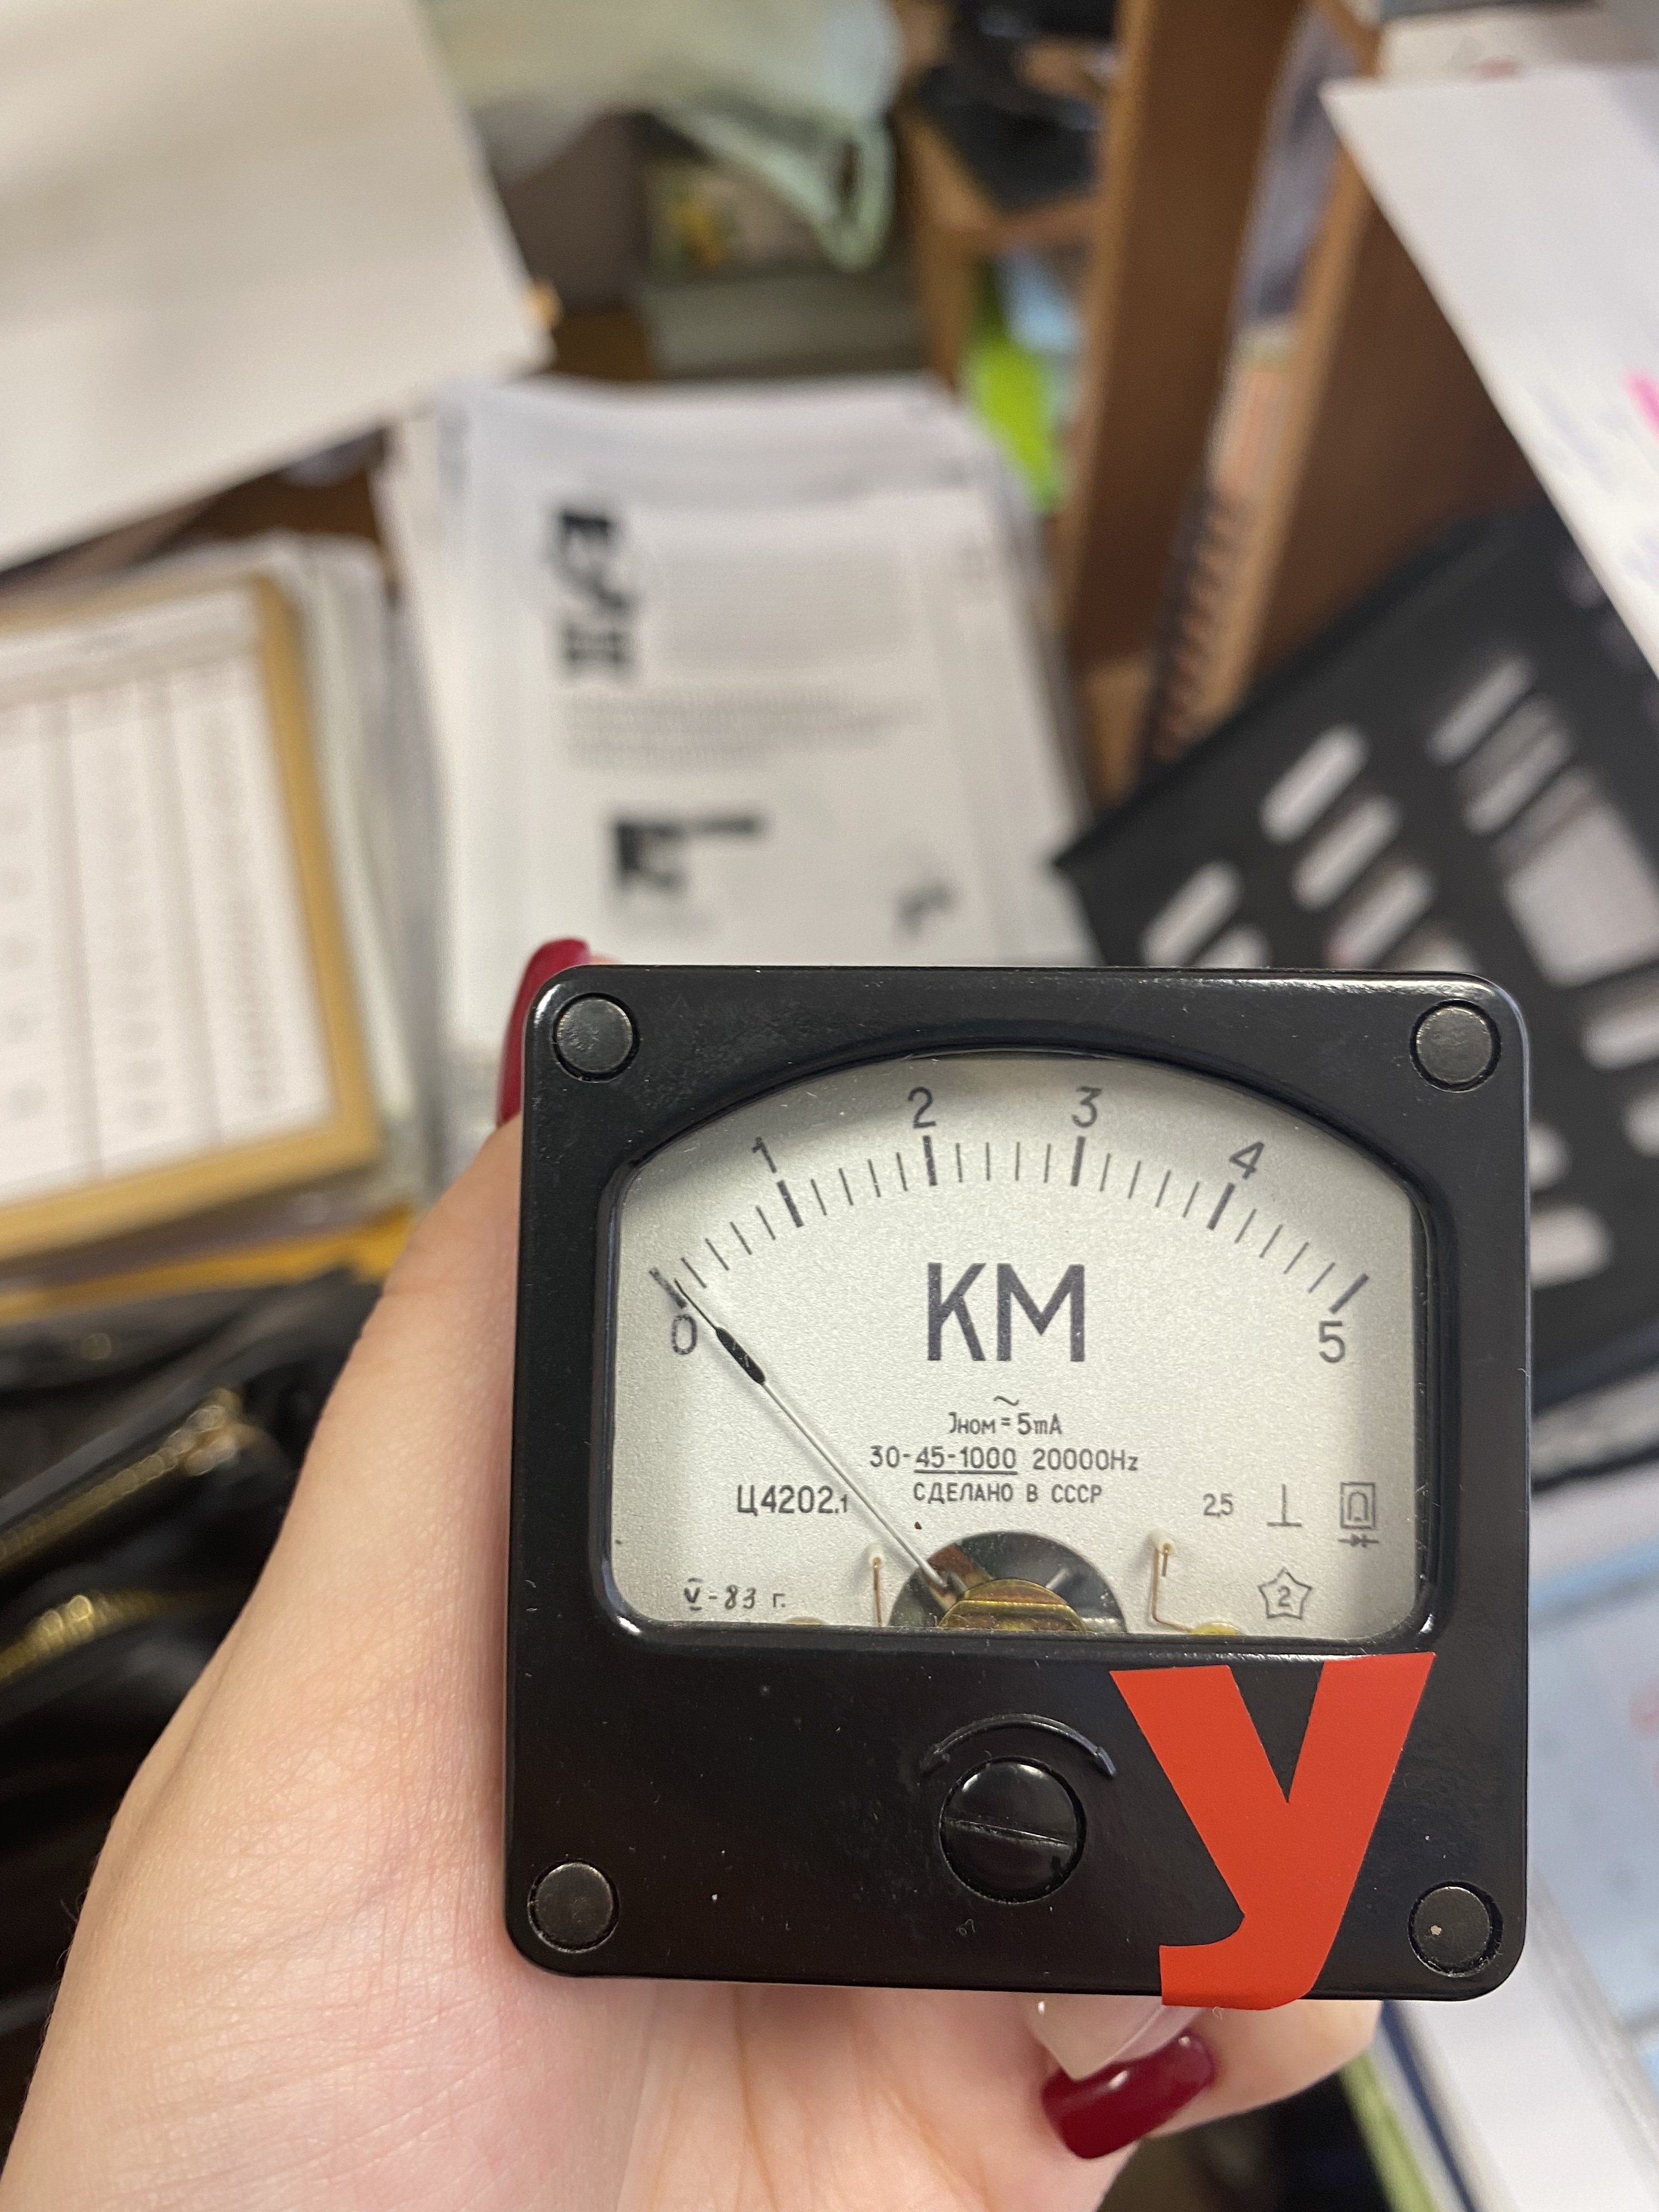 0 1 2 3 4 5
КМ
~
Jном = 5mA
30-45-1000 20000Hz
Ц4202.1
СДЕЛАНО В СССР
2,5
V-83 г.
2
У